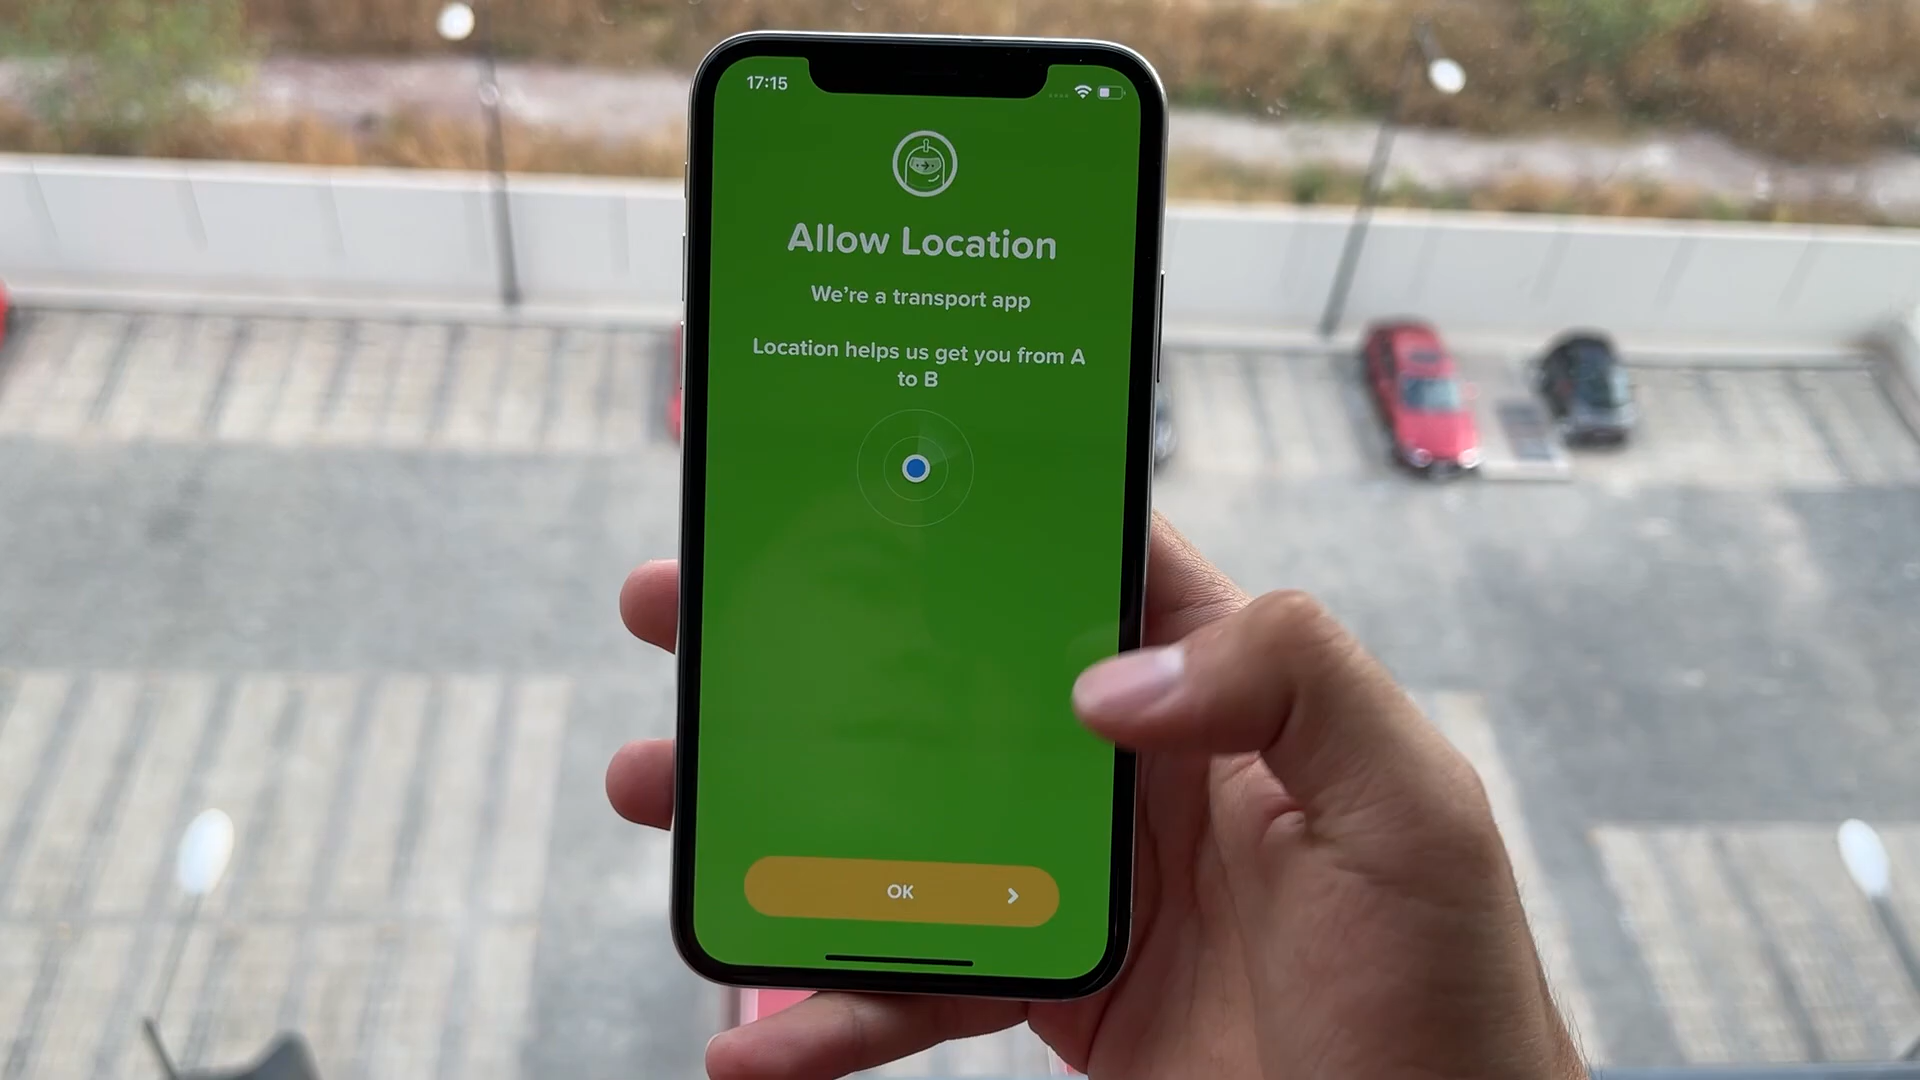 17:15
Allow Location
We’re a transport app
Location helps us get you from A
to B
OK